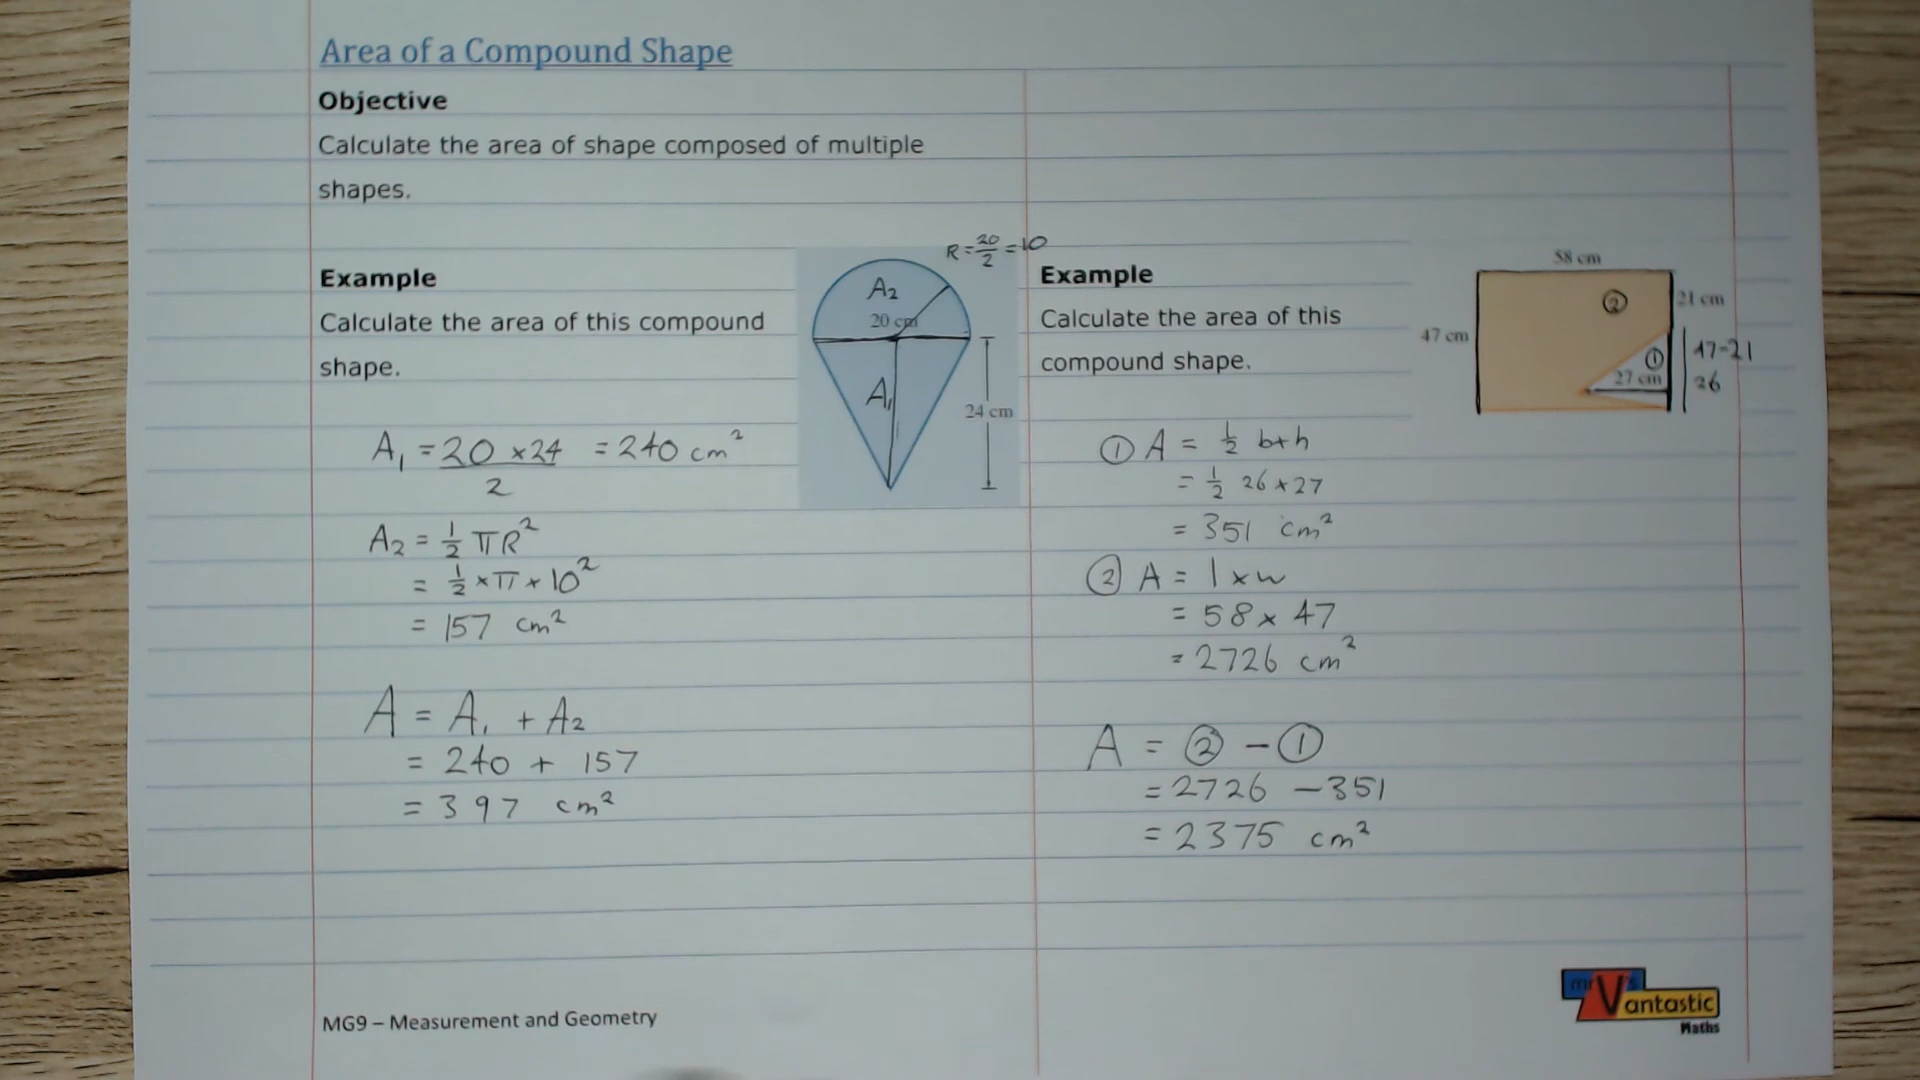 Area of a Compound Shape
Objective
Calculate the area of shape composed of multiple
shapes.
Example
Calculate the area of this compound
shape.
R = 20/2 = 10
A2
20 cm
A1
24 cm
A1 = 20 × 24 / 2 = 240 cm²
A2 = 1/2 πR²
= 1/2 × π × 10²
= 157 cm²
A = A1 + A2
= 240 + 157
= 397 cm²
Example
Calculate the area of this
compound shape.
58 cm
② 21 cm
47 cm
① 47-21
27 cm 26
① A = 1/2 b×h
= 1/2 26 × 27
= 351 cm²
② A = l × w
= 58 × 47
= 2726 cm²
A = ② - ①
= 2726 - 351
= 2375 cm²
MG9 – Measurement and Geometry
mr V's
Vantastic
Maths